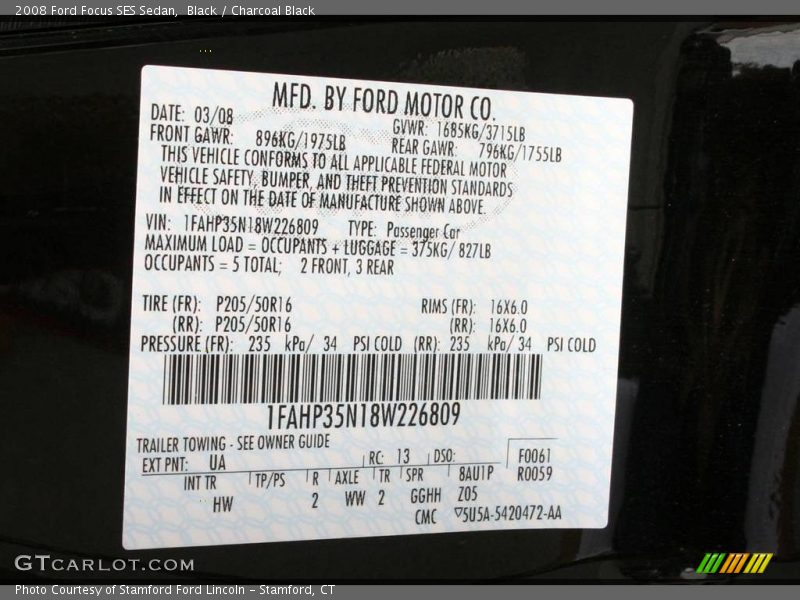 2008 Ford Focus SES Sedan,  Black / Charcoal Black
MFD. BY FORD MOTOR CO.
DATE: 03/08 GVWR: 1685KG/3715LB
FRONT GAWR: 896KG/1975LB REAR GAWR: 796KG/1755LB
THIS VEHICLE CONFORMS TO ALL APPLICABLE FEDERAL MOTOR
VEHICLE SAFETY, BUMPER, AND THEFT PREVENTION STANDARDS
IN EFFECT ON THE DATE OF MANUFACTURE SHOWN ABOVE.
VIN: 1FAHP35N18W226809 TYPE: Passenger Car
MAXIMUM LOAD = OCCUPANTS + LUGGAGE = 375KG/ 827LB
OCCUPANTS = 5 TOTAL; 2 FRONT, 3 REAR
TIRE (FR): P205/50R16 RIMS (FR): 16X6.0
(RR): P205/50R16 (RR): 16X6.0
PRESSURE (FR): 235 kPa/ 34 PSI COLD (RR): 235 kPa/ 34 PSI COLD
1FAHP35N18W226809
TRAILER TOWING - SEE OWNER GUIDE
EXT PNT: UA RC: 13 DSO: F0061
INT TR TP/PS R AXLE TR SPR 8AU1P R0059
HW 2 WW 2 GGHH Z05
CMC ▽5U5A-5420472-AA
GTCARLOT.COM
Photo Courtesy of Stamford Ford Lincoln - Stamford, CT